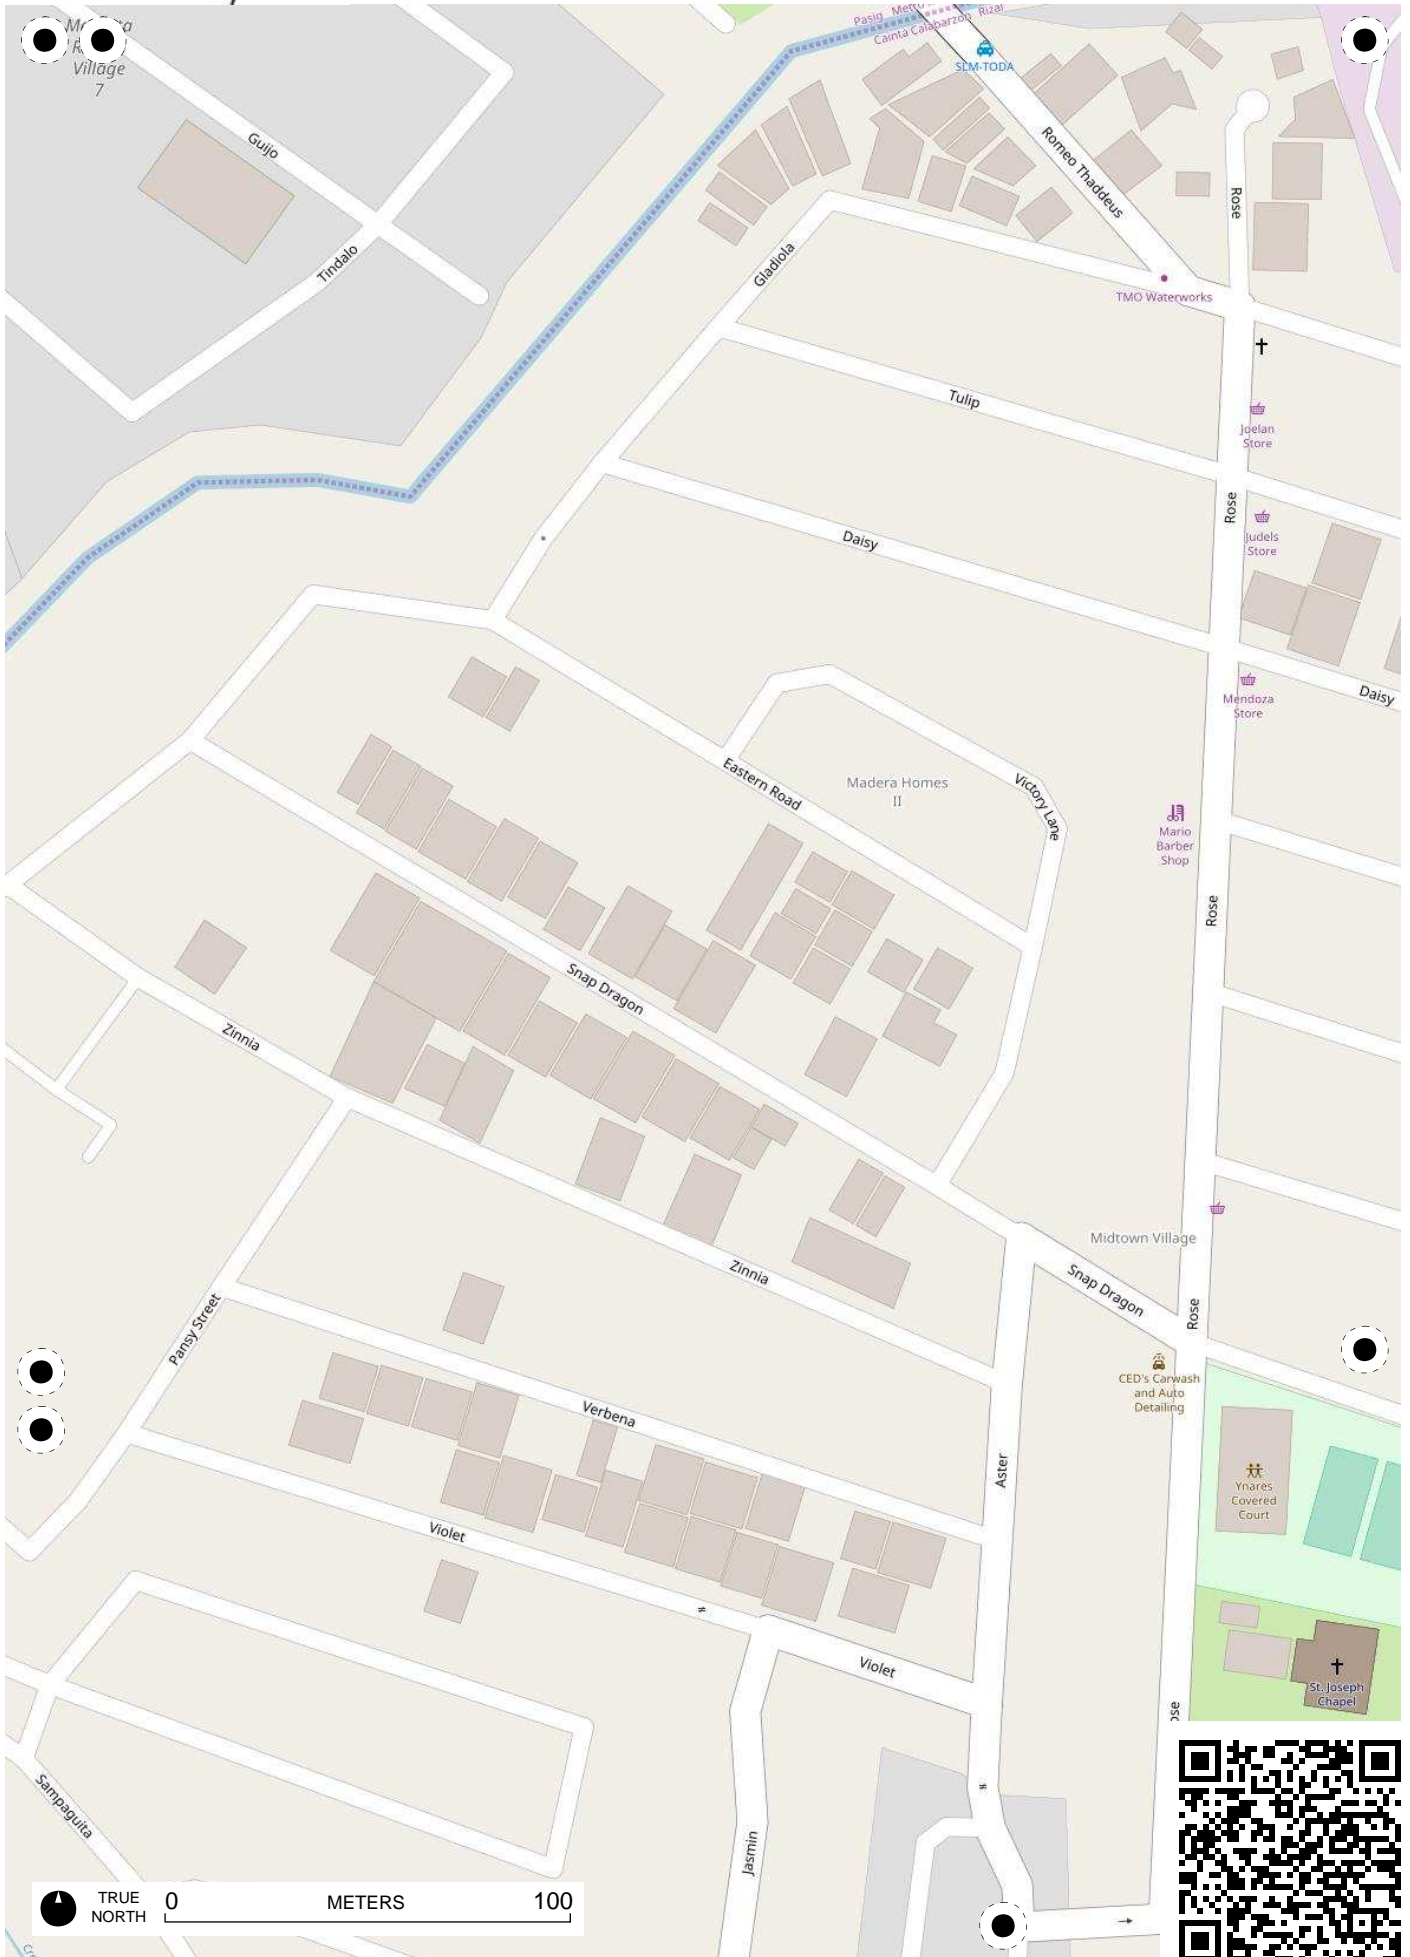 Village
7
Pasig Metro
Cainta Calabarzon Rizal
SLM-TODA
Guijo
Romeo Thaddeus
Rose
Tindalo
Gladiola
TMO Waterworks
Tulip
Joelan
Store
Rose
Judels
Store
Daisy
Daisy
Mendoza
Store
Eastern Road
Madera Homes
II
Victory Lane
Mario
Barber
Shop
Rose
Snap Dragon
Zinnia
Midtown Village
Zinnia
Snap Dragon
Rose
Pansy Street
CED's Carwash
and Auto
Detailing
Verbena
Aster
Ynares
Covered
Court
Violet
Violet
St. Joseph
Chapel
Sampaguita
Jasmin
TRUE
NORTH
0 METERS 100